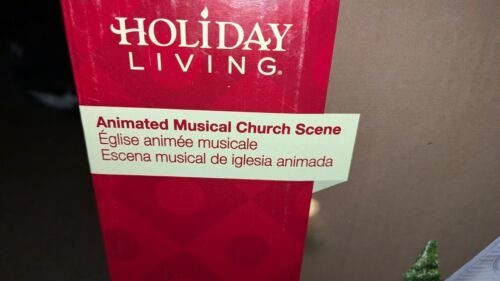 HOLiDAY
LIVING®
Animated Musical Church Scene
Église animée musicale
Escena musical de iglesia animada